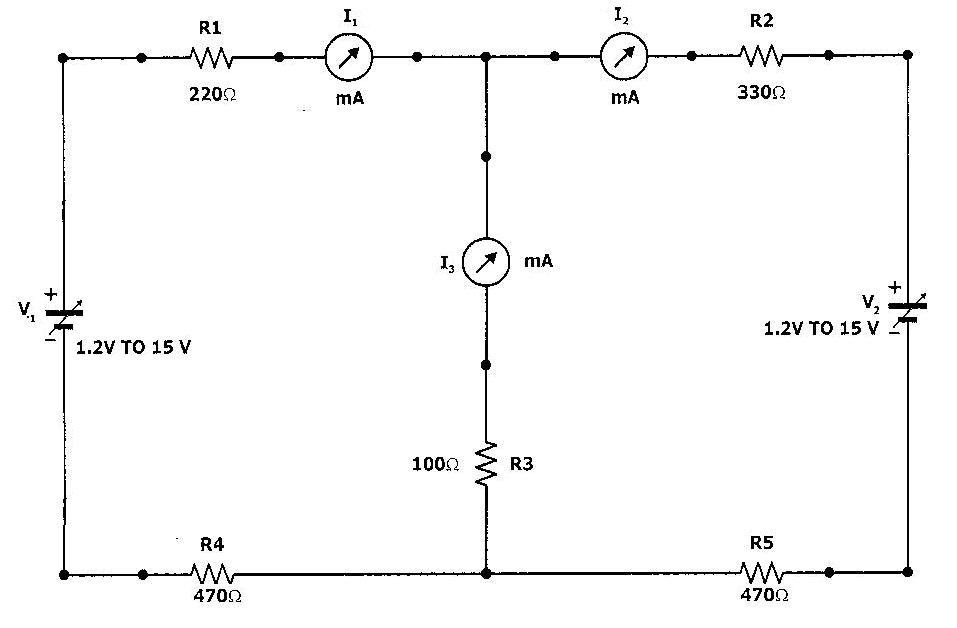 I₁
I₂
R1
R2
220Ω
mA
mA
330Ω
I₃
mA
+
V₁
−
1.2V TO 15 V
+
V₂
1.2V TO 15 V
−
100Ω
R3
R4
R5
470Ω
470Ω